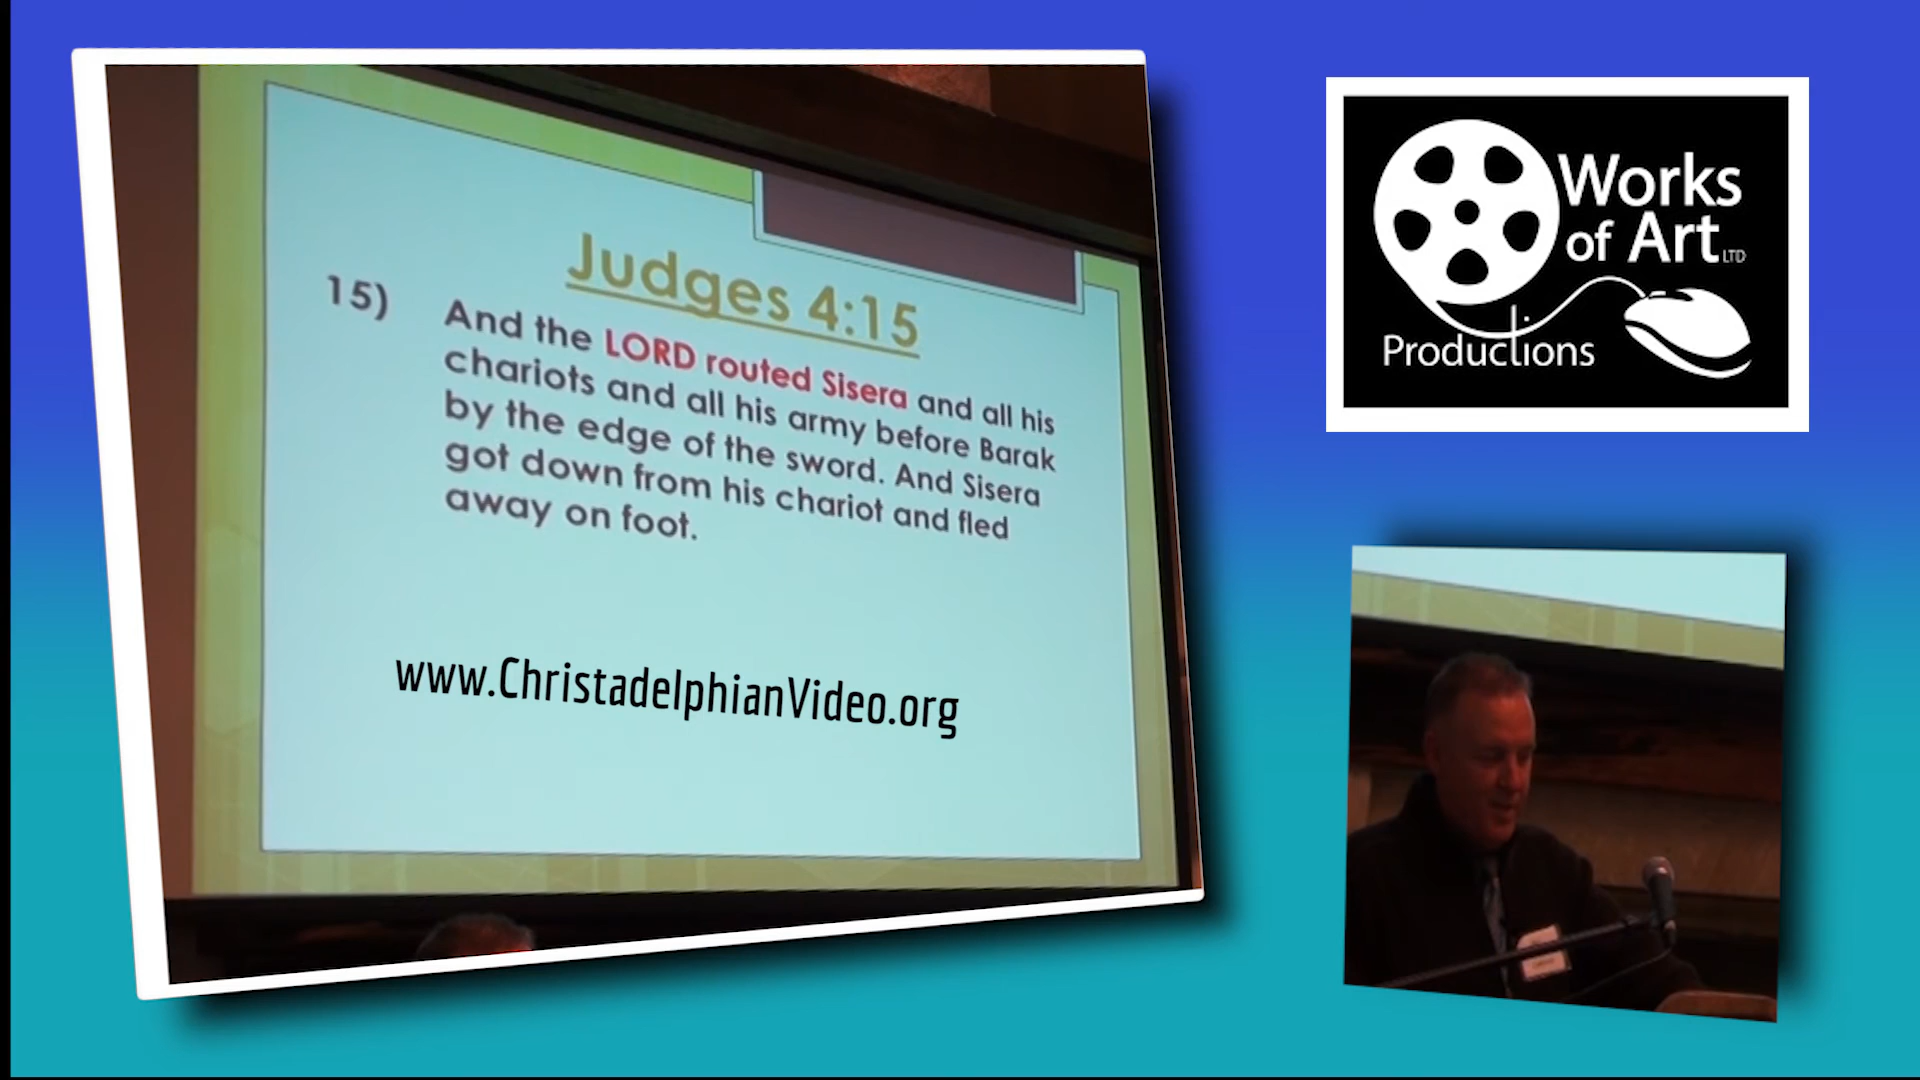 Judges 4:15
15) And the LORD routed Sisera and all his
chariots and all his army before Barak
by the edge of the sword. And Sisera
got down from his chariot and fled
away on foot.
www.ChristadelphianVideo.org
Works
of Art LTD
Productions